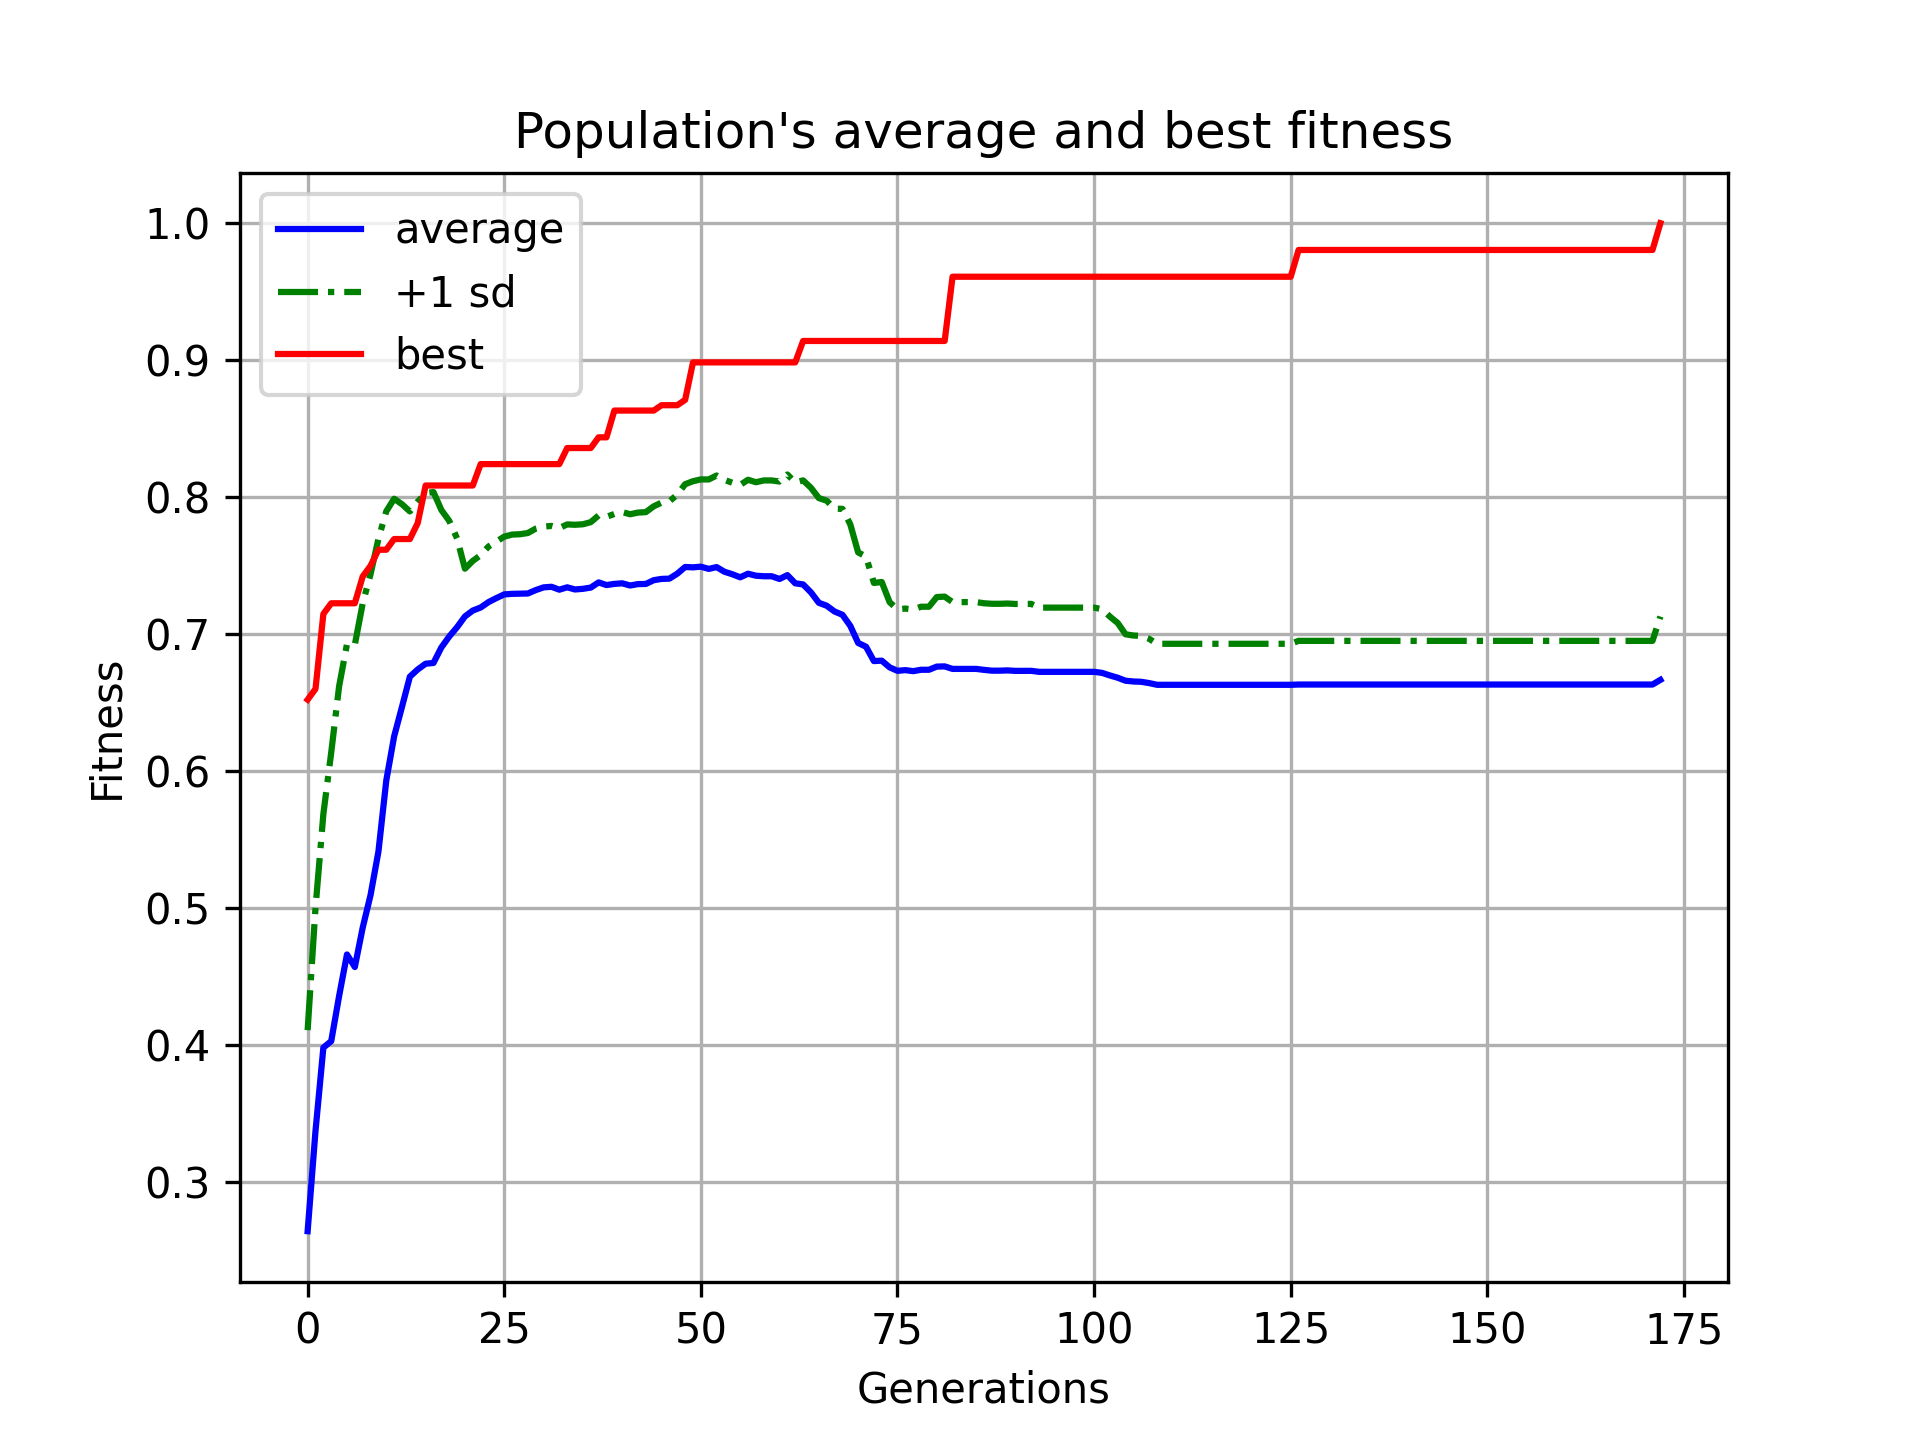 Population's average and best fitness
average
+1 sd
best
1.0
0.9
0.8
0.7
0.6
0.5
0.4
0.3
Fitness
0 25 50 75 100 125 150 175
Generations